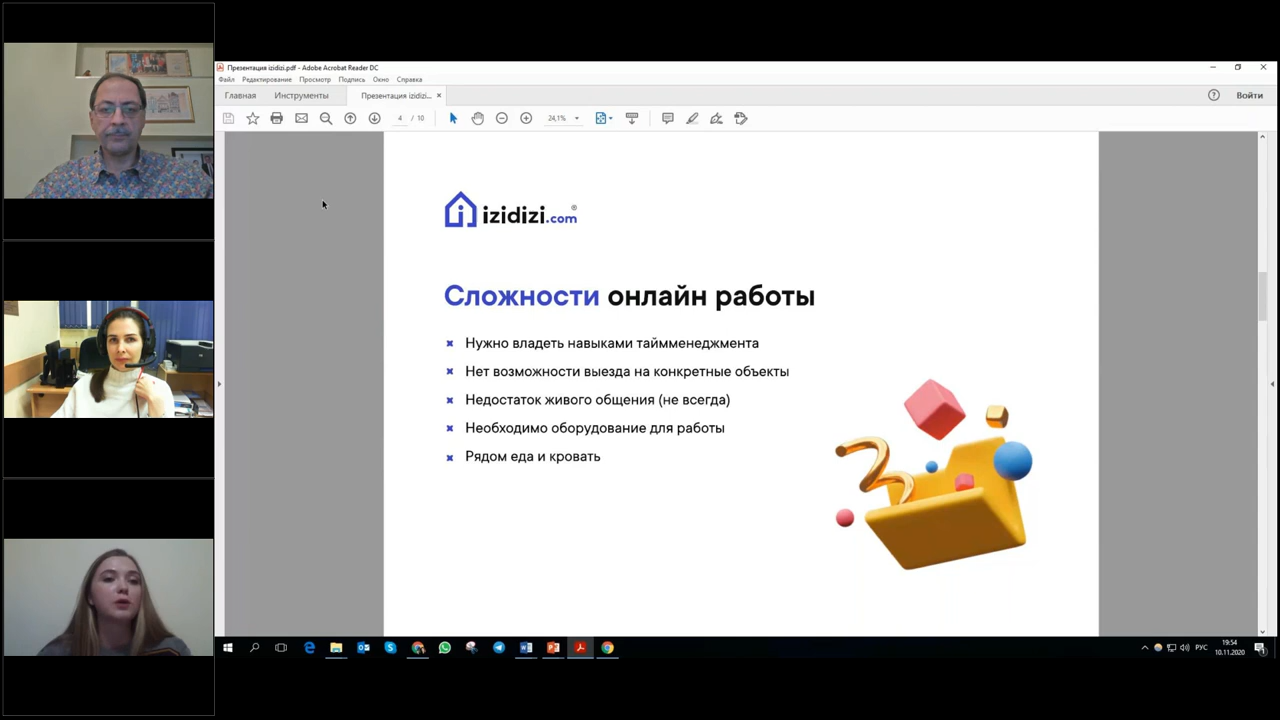 Презентация izidizi.pdf - Adobe Acrobat Reader DC
Файл Редактирование Просмотр Подпись Окно Справка
Главная Инструменты Презентация izidizi... × Войти
4 / 10 24,1%
izidizi.com®
Сложности онлайн работы
Нужно владеть навыками таймменеджмента
Нет возможности выезда на конкретные объекты
Недостаток живого общения (не всегда)
Необходимо оборудование для работы
Рядом еда и кровать
РУС
19:54
10.11.2020